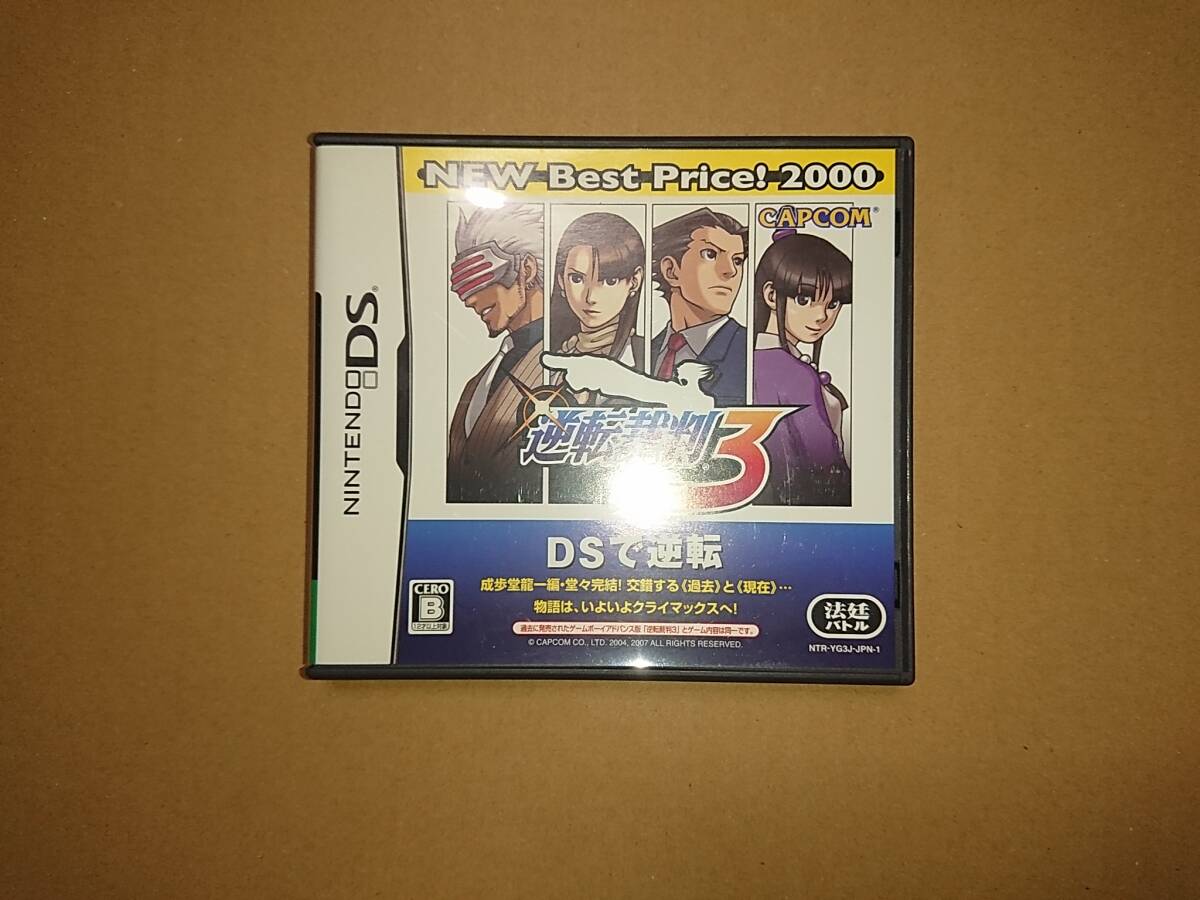 NEW Best Price! 2000
CAPCOM®
NINTENDO DS®
逆転裁判3
DSで逆転
成歩堂龍一編・堂々完結! 交錯する《過去》と《現在》…
物語は、いよいよクライマックスへ!
過去に発売されたゲームボーイアドバンス版「逆転裁判3」とゲーム内容は同一です。
© CAPCOM CO., LTD. 2004, 2007 ALL RIGHTS RESERVED.
CERO
B
12才以上対象
法廷
バトル
NTR-YG3J-JPN-1